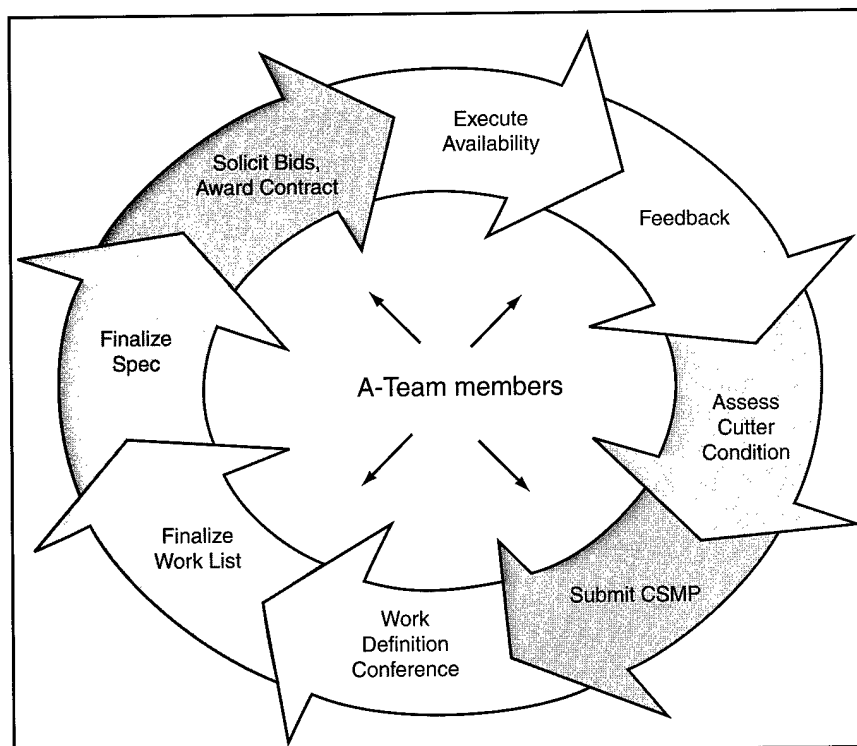 Execute
Availability
Feedback
Assess
Cutter
Condition
Submit CSMP
Work
Definition
Conference
Finalize
Work List
Finalize
Spec
Solicit Bids,
Award Contract
A-Team members